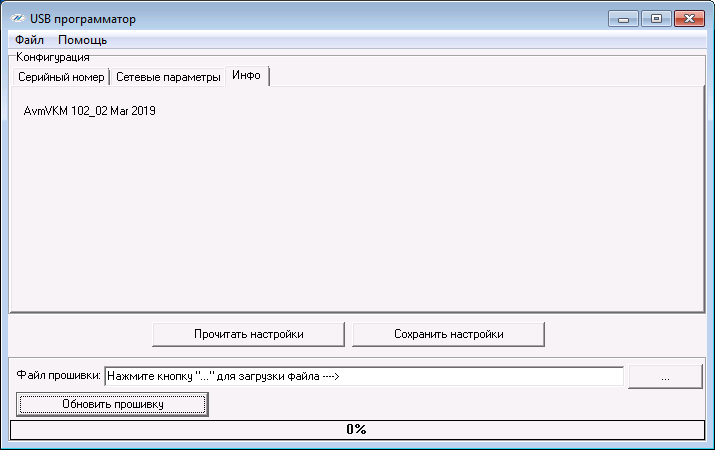 USB программатор
Файл Помощь
Конфигурация
Серийный номер Сетевые параметры Инфо
AvmVKM 102_02 Mar 2019
Прочитать настройки Сохранить настройки
Файл прошивки: Нажмите кнопку "..." для загрузки файла ----> ...
Обновить прошивку
0%